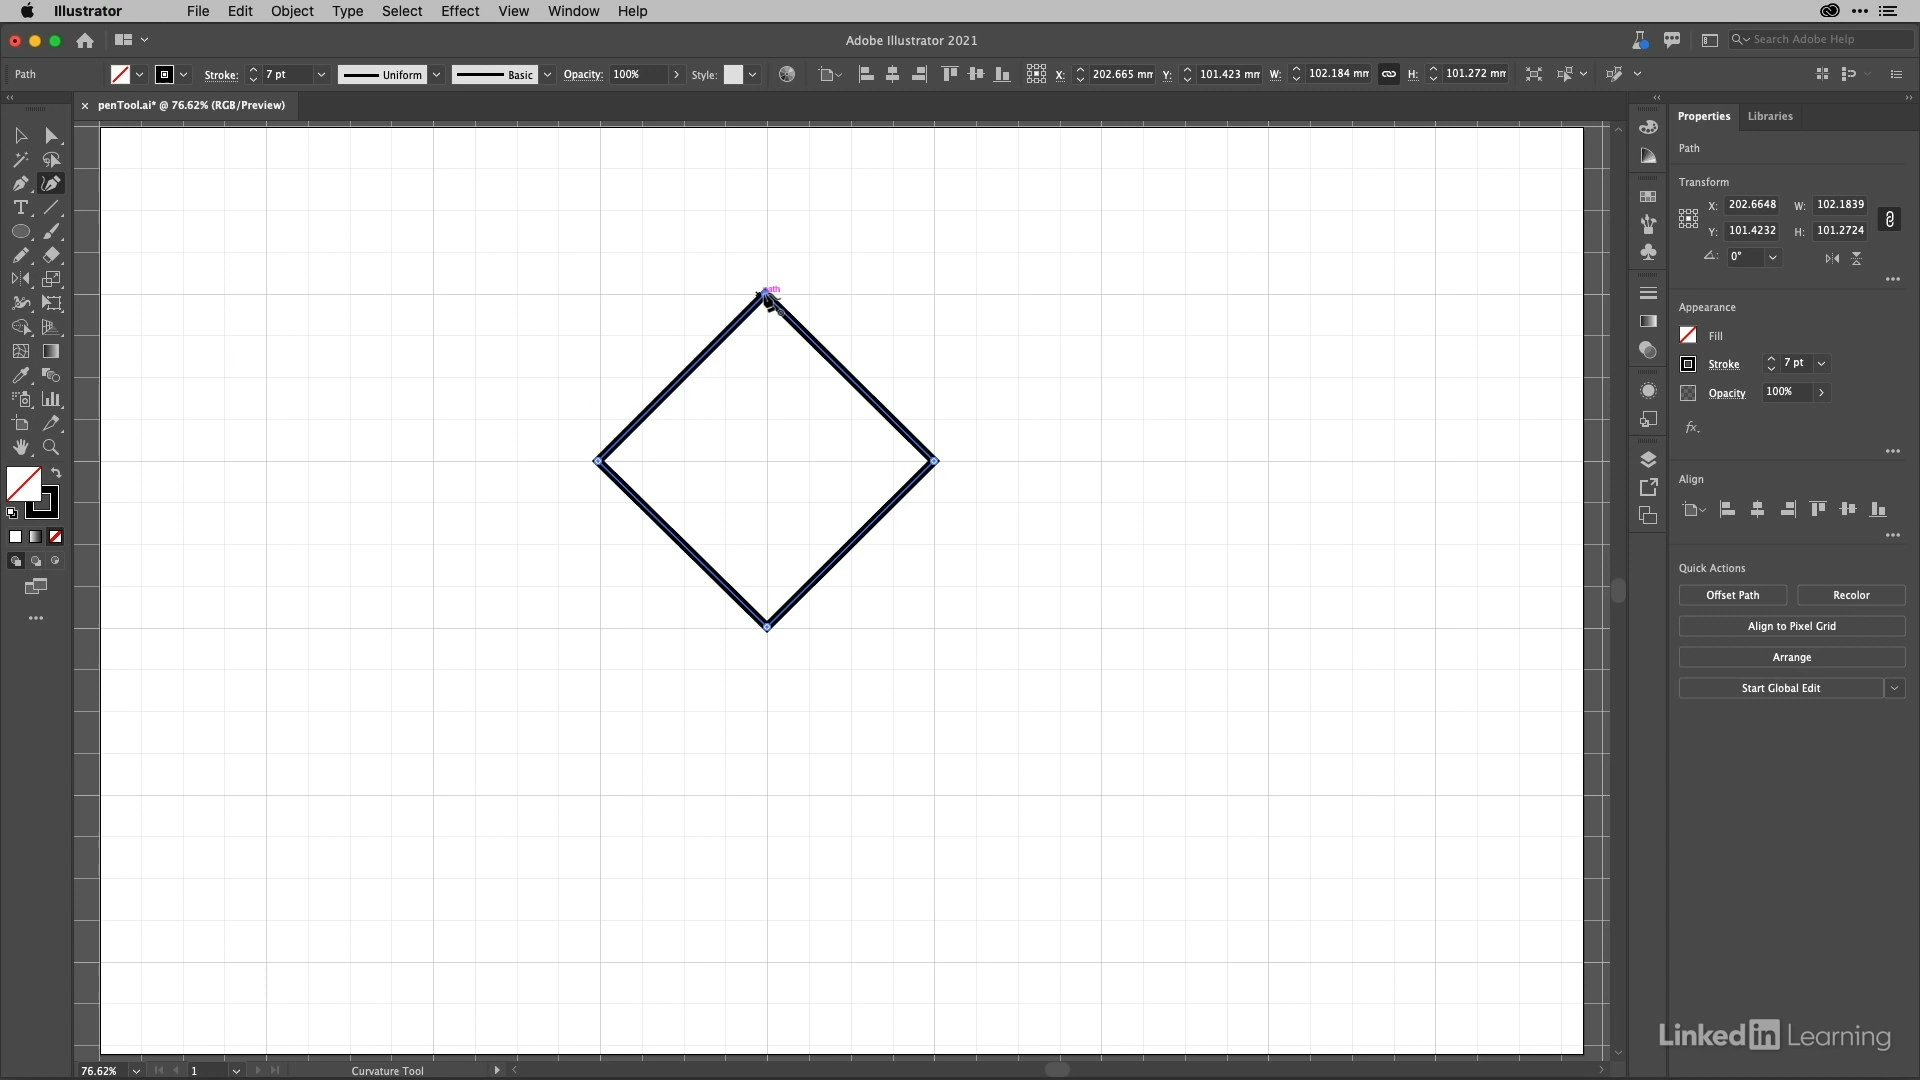 Illustrator File Edit Object Type Select Effect View Window Help
Adobe Illustrator 2021
Search Adobe Help
Path Stroke: 7 pt Uniform Basic Opacity: 100% Style: X: 202.665 mm Y: 101.423 mm W: 102.184 mm H: 101.272 mm
penTool.ai* @ 76.62% (RGB/Preview)
Properties Libraries
Path
Transform
X: 202.6648 W: 102.1839
Y: 101.4232 H: 101.2724
0°
Appearance
Fill
Stroke 7 pt
Opacity 100%
fx.
Align
Quick Actions
Offset Path Recolor
Align to Pixel Grid
Arrange
Start Global Edit
path
LinkedIn Learning
76.62% 1 Curvature Tool